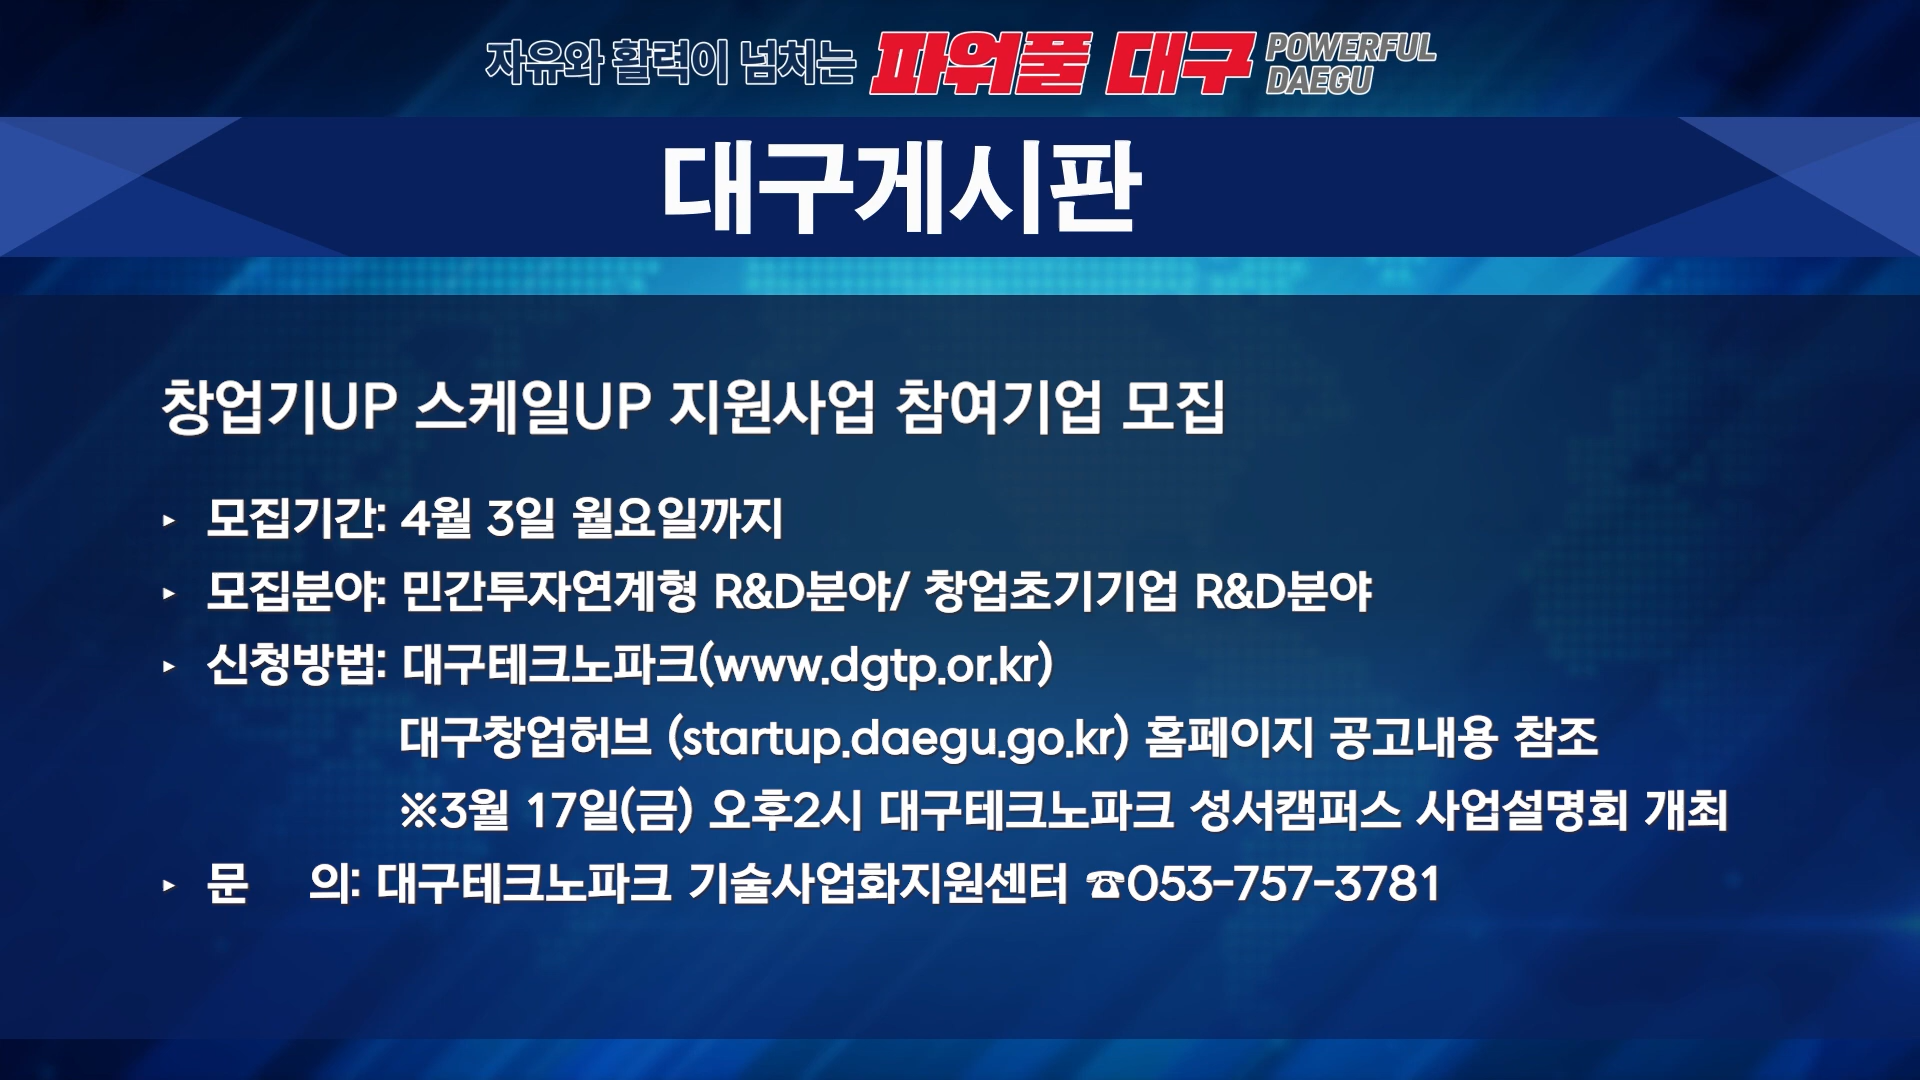 자유와 활력이 넘치는 파워풀 대구 POWERFUL DAEGU
대구게시판
창업기UP 스케일UP 지원사업 참여기업 모집
▸ 모집기간: 4월 3일 월요일까지
▸ 모집분야: 민간투자연계형 R&D분야/ 창업초기기업 R&D분야
▸ 신청방법: 대구테크노파크(www.dgtp.or.kr)
대구창업허브 (startup.daegu.go.kr) 홈페이지 공고내용 참조
※3월 17일(금) 오후2시 대구테크노파크 성서캠퍼스 사업설명회 개최
▸ 문 의: 대구테크노파크 기술사업화지원센터 ☎053-757-3781